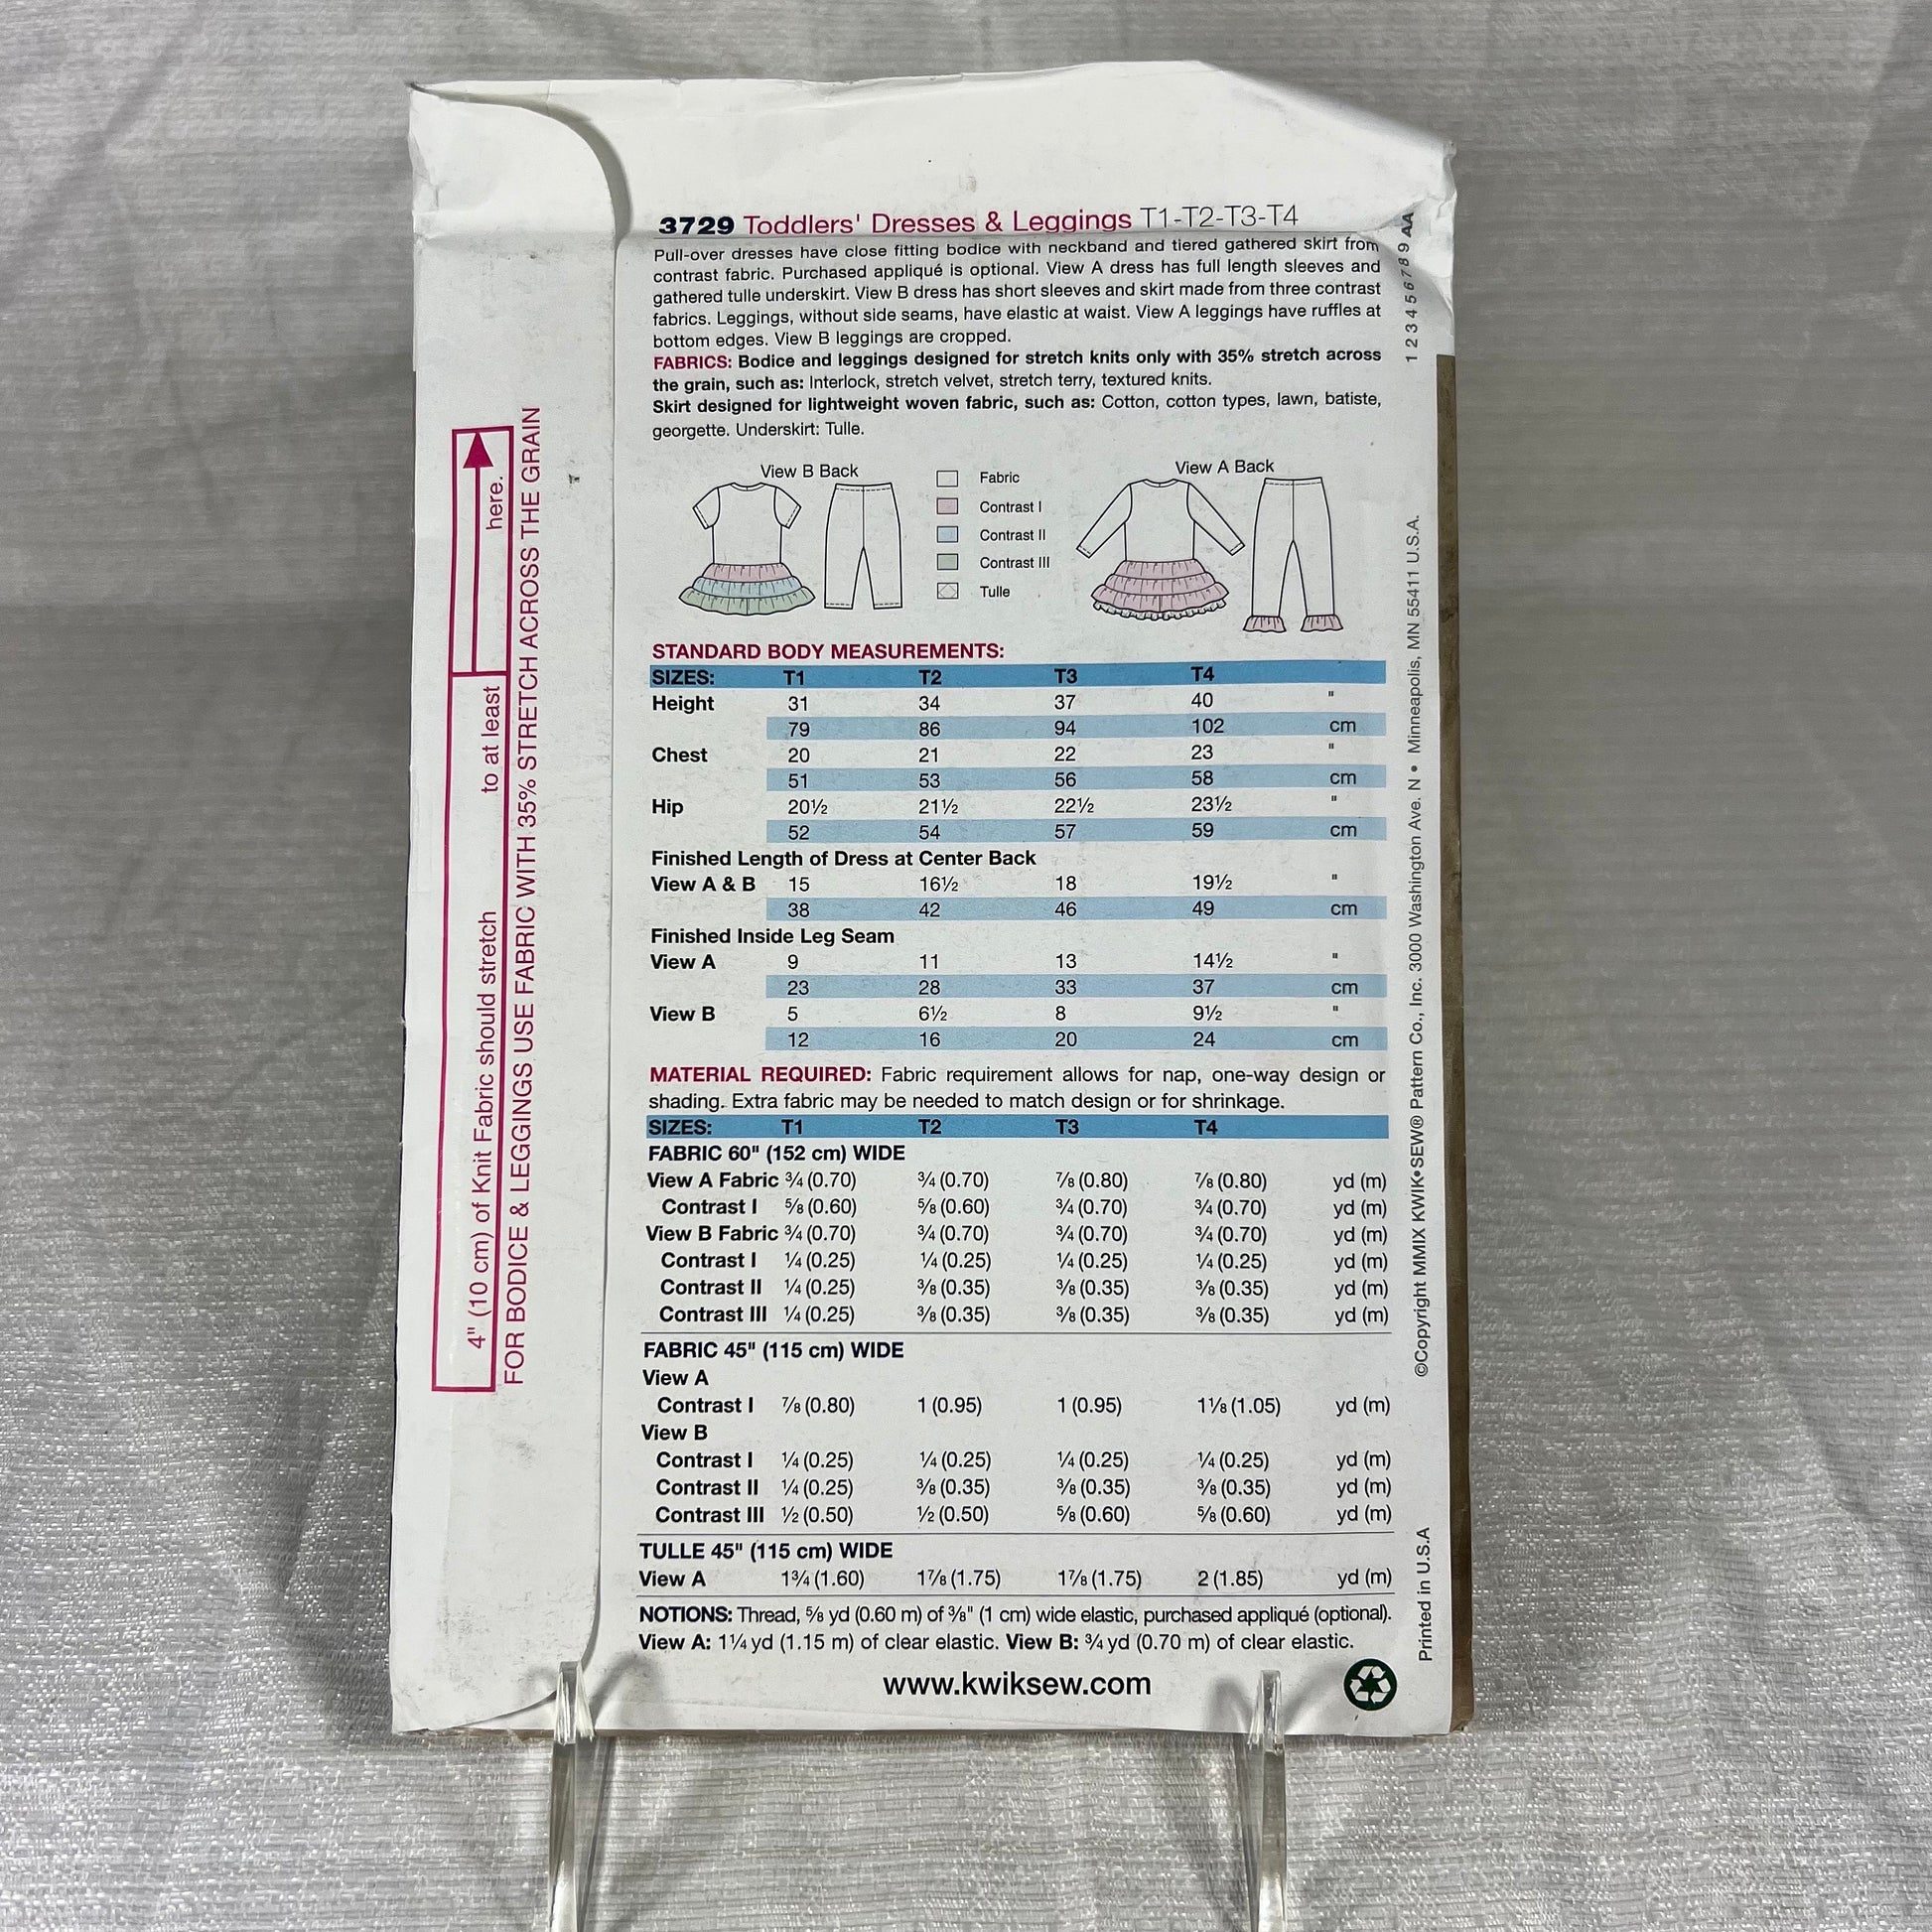 3729 Toddlers' Dresses & Leggings T1-T2-T3-T4
Pull-over dresses have close fitting bodice with neckband and tiered gathered skirt from
contrast fabric. Purchased appliqué is optional. View A dress has full length sleeves and
gathered tulle underskirt. View B dress has short sleeves and skirt made from three contrast
fabrics. Leggings, without side seams, have elastic at waist. View A leggings have ruffles at
bottom edges. View B leggings are cropped.
FABRICS: Bodice and leggings designed for stretch knits only with 35% stretch across
the grain, such as: Interlock, stretch velvet, stretch terry, textured knits.
Skirt designed for lightweight woven fabric, such as: Cotton, cotton types, lawn, batiste,
georgette. Underskirt: Tulle.
View B Back
Fabric
Contrast I
Contrast II
Contrast III
Tulle
View A Back
STANDARD BODY MEASUREMENTS:
SIZES: T1 T2 T3 T4
Height 31 34 37 40 "
79 86 94 102 cm
Chest 20 21 22 23 "
51 53 56 58 cm
Hip 20½ 21½ 22½ 23½ "
52 54 57 59 cm
Finished Length of Dress at Center Back
View A & B 15 16½ 18 19½ "
38 42 46 49 cm
Finished Inside Leg Seam
View A 9 11 13 14½ "
23 28 33 37 cm
View B 5 6½ 8 9½ "
12 16 20 24 cm
MATERIAL REQUIRED: Fabric requirement allows for nap, one-way design or
shading. Extra fabric may be needed to match design or for shrinkage.
SIZES: T1 T2 T3 T4
FABRIC 60" (152 cm) WIDE
View A Fabric ¾ (0.70) ¾ (0.70) ⅞ (0.80) ⅞ (0.80) yd (m)
Contrast I ⅝ (0.60) ⅝ (0.60) ¾ (0.70) ¾ (0.70) yd (m)
View B Fabric ¾ (0.70) ¾ (0.70) ¾ (0.70) ¾ (0.70) yd (m)
Contrast I ¼ (0.25) ¼ (0.25) ¼ (0.25) ¼ (0.25) yd (m)
Contrast II ¼ (0.25) ⅜ (0.35) ⅜ (0.35) ⅜ (0.35) yd (m)
Contrast III ¼ (0.25) ⅜ (0.35) ⅜ (0.35) ⅜ (0.35) yd (m)
FABRIC 45" (115 cm) WIDE
View A
Contrast I ⅞ (0.80) 1 (0.95) 1 (0.95) 1⅛ (1.05) yd (m)
View B
Contrast I ¼ (0.25) ¼ (0.25) ¼ (0.25) ¼ (0.25) yd (m)
Contrast II ¼ (0.25) ⅜ (0.35) ⅜ (0.35) ⅜ (0.35) yd (m)
Contrast III ½ (0.50) ½ (0.50) ⅝ (0.60) ⅝ (0.60) yd (m)
TULLE 45" (115 cm) WIDE
View A 1¾ (1.60) 1⅞ (1.75) 1⅞ (1.75) 2 (1.85) yd (m)
NOTIONS: Thread, ⅝ yd (0.60 m) of ⅜" (1 cm) wide elastic, purchased appliqué (optional).
View A: 1¼ yd (1.15 m) of clear elastic. View B: ¾ yd (0.70 m) of clear elastic.
www.kwiksew.com
4" (10 cm) of Knit Fabric should stretch to at least here.
FOR BODICE & LEGGINGS USE FABRIC WITH 35% STRETCH ACROSS THE GRAIN
1 2 3 4 5 6 7 8 9 AA
©Copyright MMIX KWIK•SEW® Pattern Co., Inc. 3000 Washington Ave. N • Minneapolis, MN 55411 U.S.A.
Printed in U.S.A